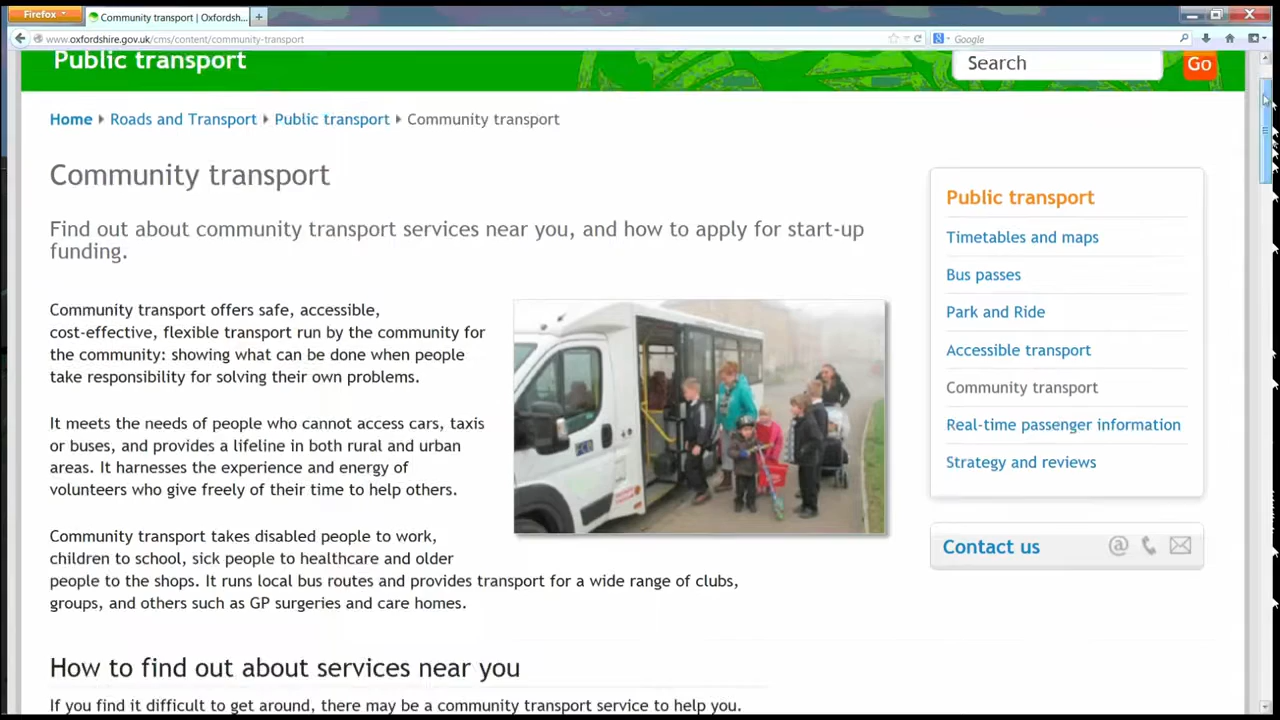 Firefox
Community transport | Oxfordsh...
www.oxfordshire.gov.uk/cms/content/community-transport
Google
Public transport
Search
Go
Home Roads and Transport Public transport Community transport
Community transport
Find out about community transport services near you, and how to apply for start-up
funding.
Community transport offers safe, accessible,
cost-effective, flexible transport run by the community for
the community: showing what can be done when people
take responsibility for solving their own problems.
It meets the needs of people who cannot access cars, taxis
or buses, and provides a lifeline in both rural and urban
areas. It harnesses the experience and energy of
volunteers who give freely of their time to help others.
Community transport takes disabled people to work,
children to school, sick people to healthcare and older
people to the shops. It runs local bus routes and provides transport for a wide range of clubs,
groups, and others such as GP surgeries and care homes.
How to find out about services near you
If you find it difficult to get around, there may be a community transport service to help you.
Public transport
Timetables and maps
Bus passes
Park and Ride
Accessible transport
Community transport
Real-time passenger information
Strategy and reviews
Contact us